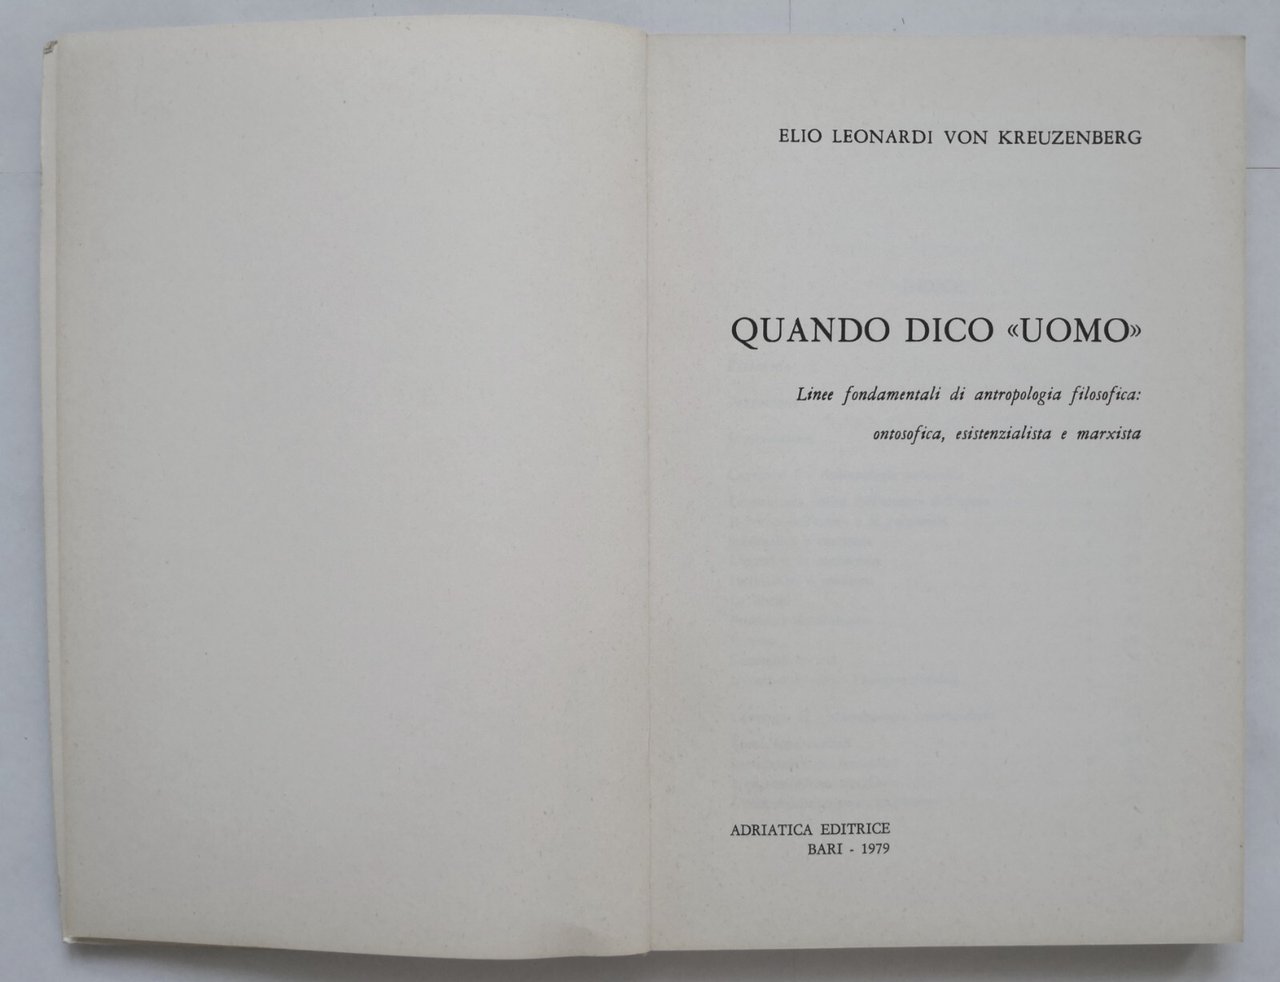 ELIO LEONARDI VON KREUZENBERG
QUANDO DICO «UOMO»
Linee fondamentali di antropologia filosofica:
ontosofica, esistenzialista e marxista
ADRIATICA EDITRICE
BARI - 1979